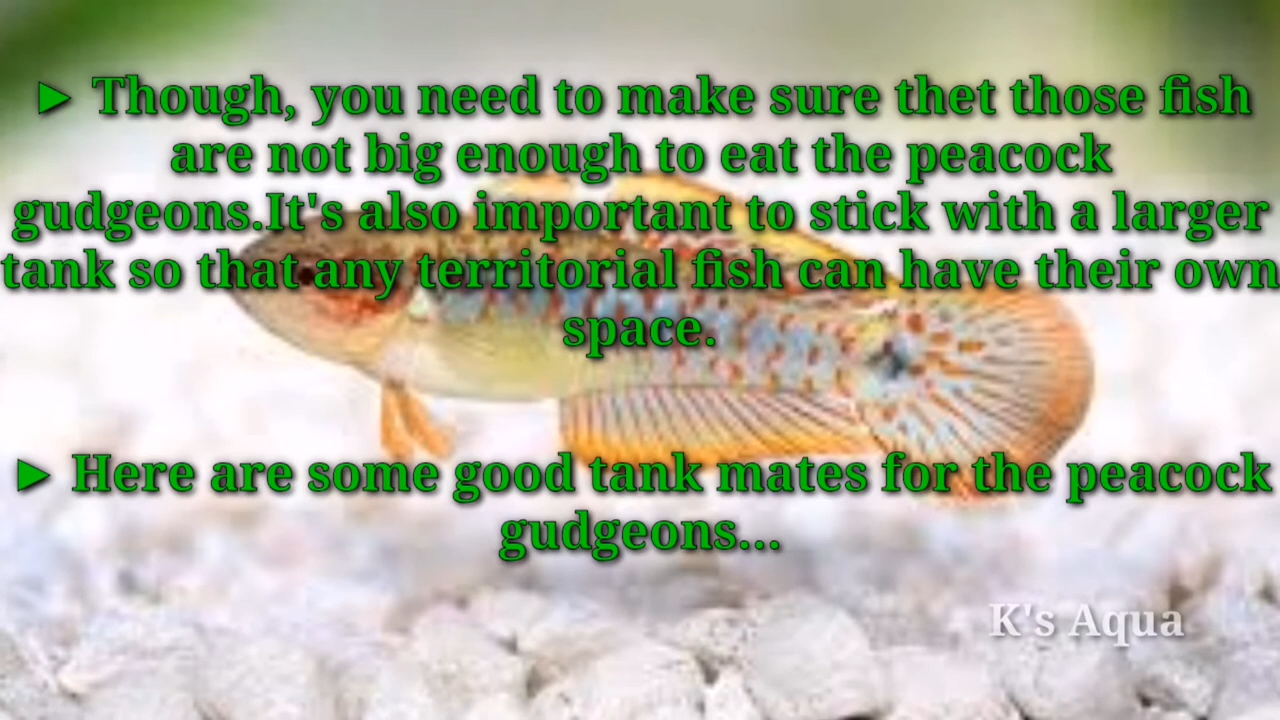 ► Though, you need to make sure thet those fish
are not big enough to eat the peacock
gudgeons.It's also important to stick with a larger
tank so that any territorial fish can have their own
space.
► Here are some good tank mates for the peacock
gudgeons...
K's Aqua